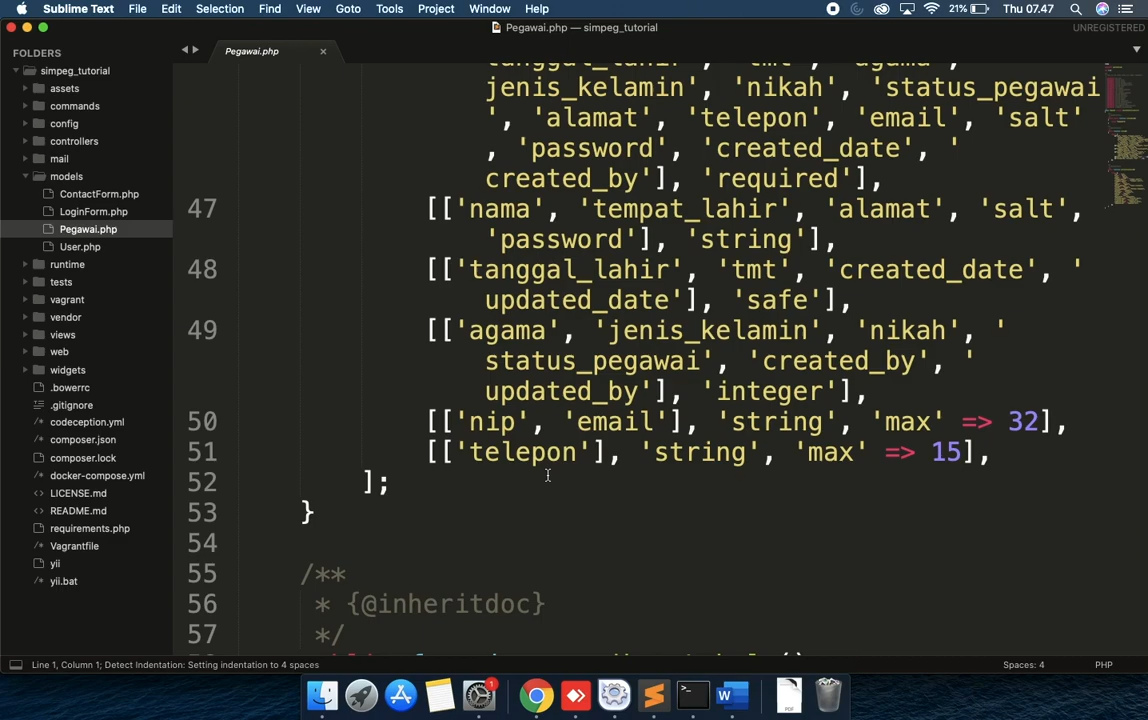 Sublime Text File Edit Selection Find View Goto Tools Project Window Help 21% Thu 07.47
Pegawai.php — simpeg_tutorial UNREGISTERED
FOLDERS
simpeg_tutorial
assets
commands
config
controllers
mail
models
ContactForm.php
LoginForm.php
Pegawai.php
User.php
runtime
tests
vagrant
vendor
views
web
widgets
.bowerrc
.gitignore
codeception.yml
composer.json
composer.lock
docker-compose.yml
LICENSE.md
README.md
requirements.php
Vagrantfile
yii
yii.bat
Pegawai.php ×
tanggal_lahir', 'tmt', 'agama', '
jenis_kelamin', 'nikah', 'status_pegawai
', 'alamat', 'telepon', 'email', 'salt'
, 'password', 'created_date', '
created_by'], 'required'],
47 [['nama', 'tempat_lahir', 'alamat', 'salt',
'password'], 'string'],
48 [['tanggal_lahir', 'tmt', 'created_date', '
updated_date'], 'safe'],
49 [['agama', 'jenis_kelamin', 'nikah', '
status_pegawai', 'created_by', '
updated_by'], 'integer'],
50 [['nip', 'email'], 'string', 'max' => 32],
51 [['telepon'], 'string', 'max' => 15],
52 ];
53 }
54
55 /**
56 * {@inheritdoc}
57 */
Line 1, Column 1; Detect Indentation: Setting indentation to 4 spaces Spaces: 4 PHP
1
PDF